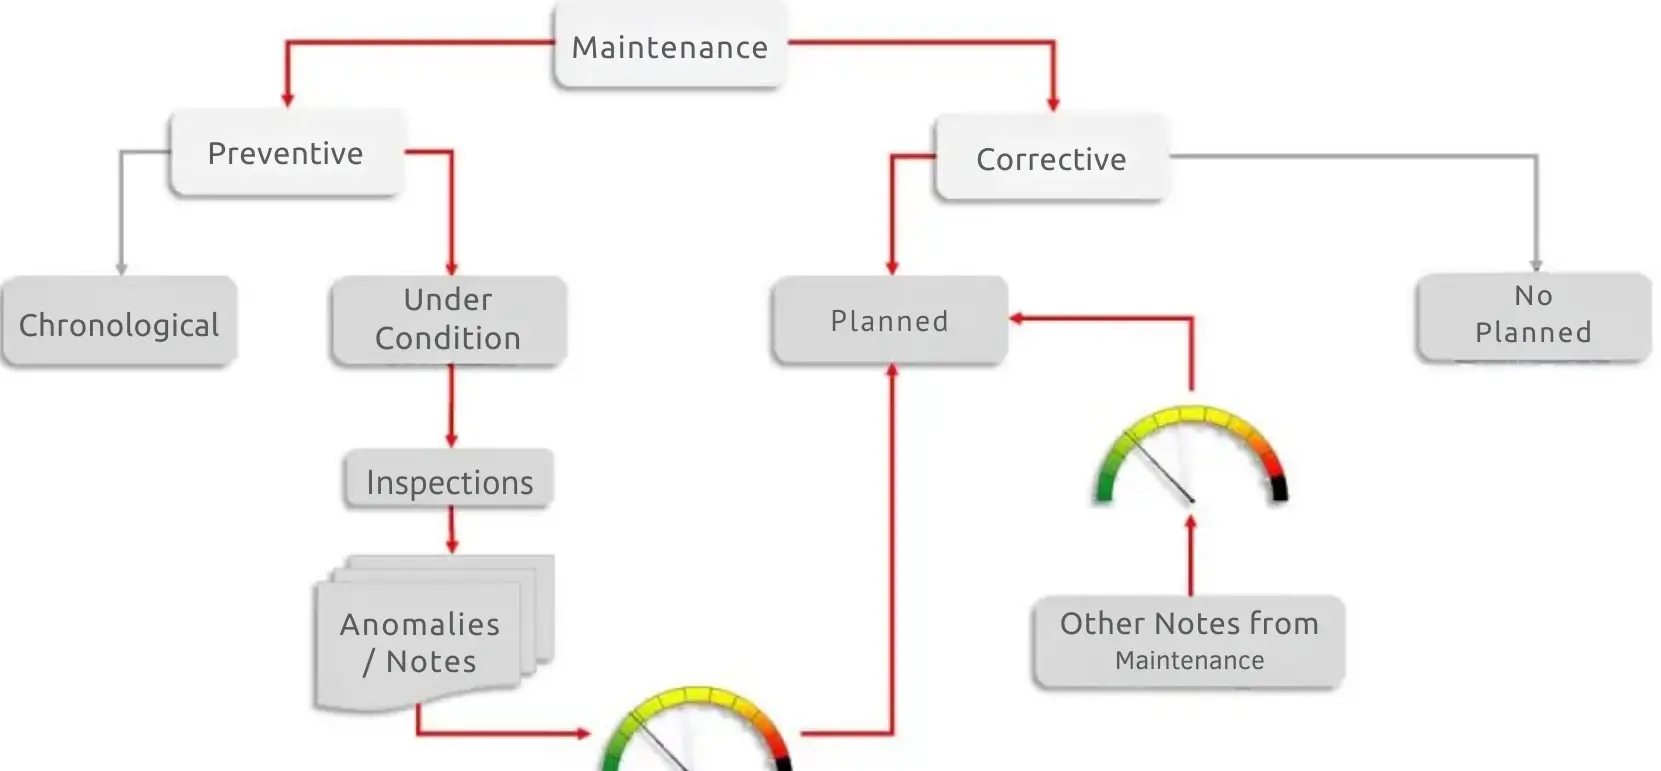 Maintenance
Preventive
Corrective
Chronological
Under
Condition
Planned
No
Planned
Inspections
Anomalies
/ Notes
Other Notes from
Maintenance